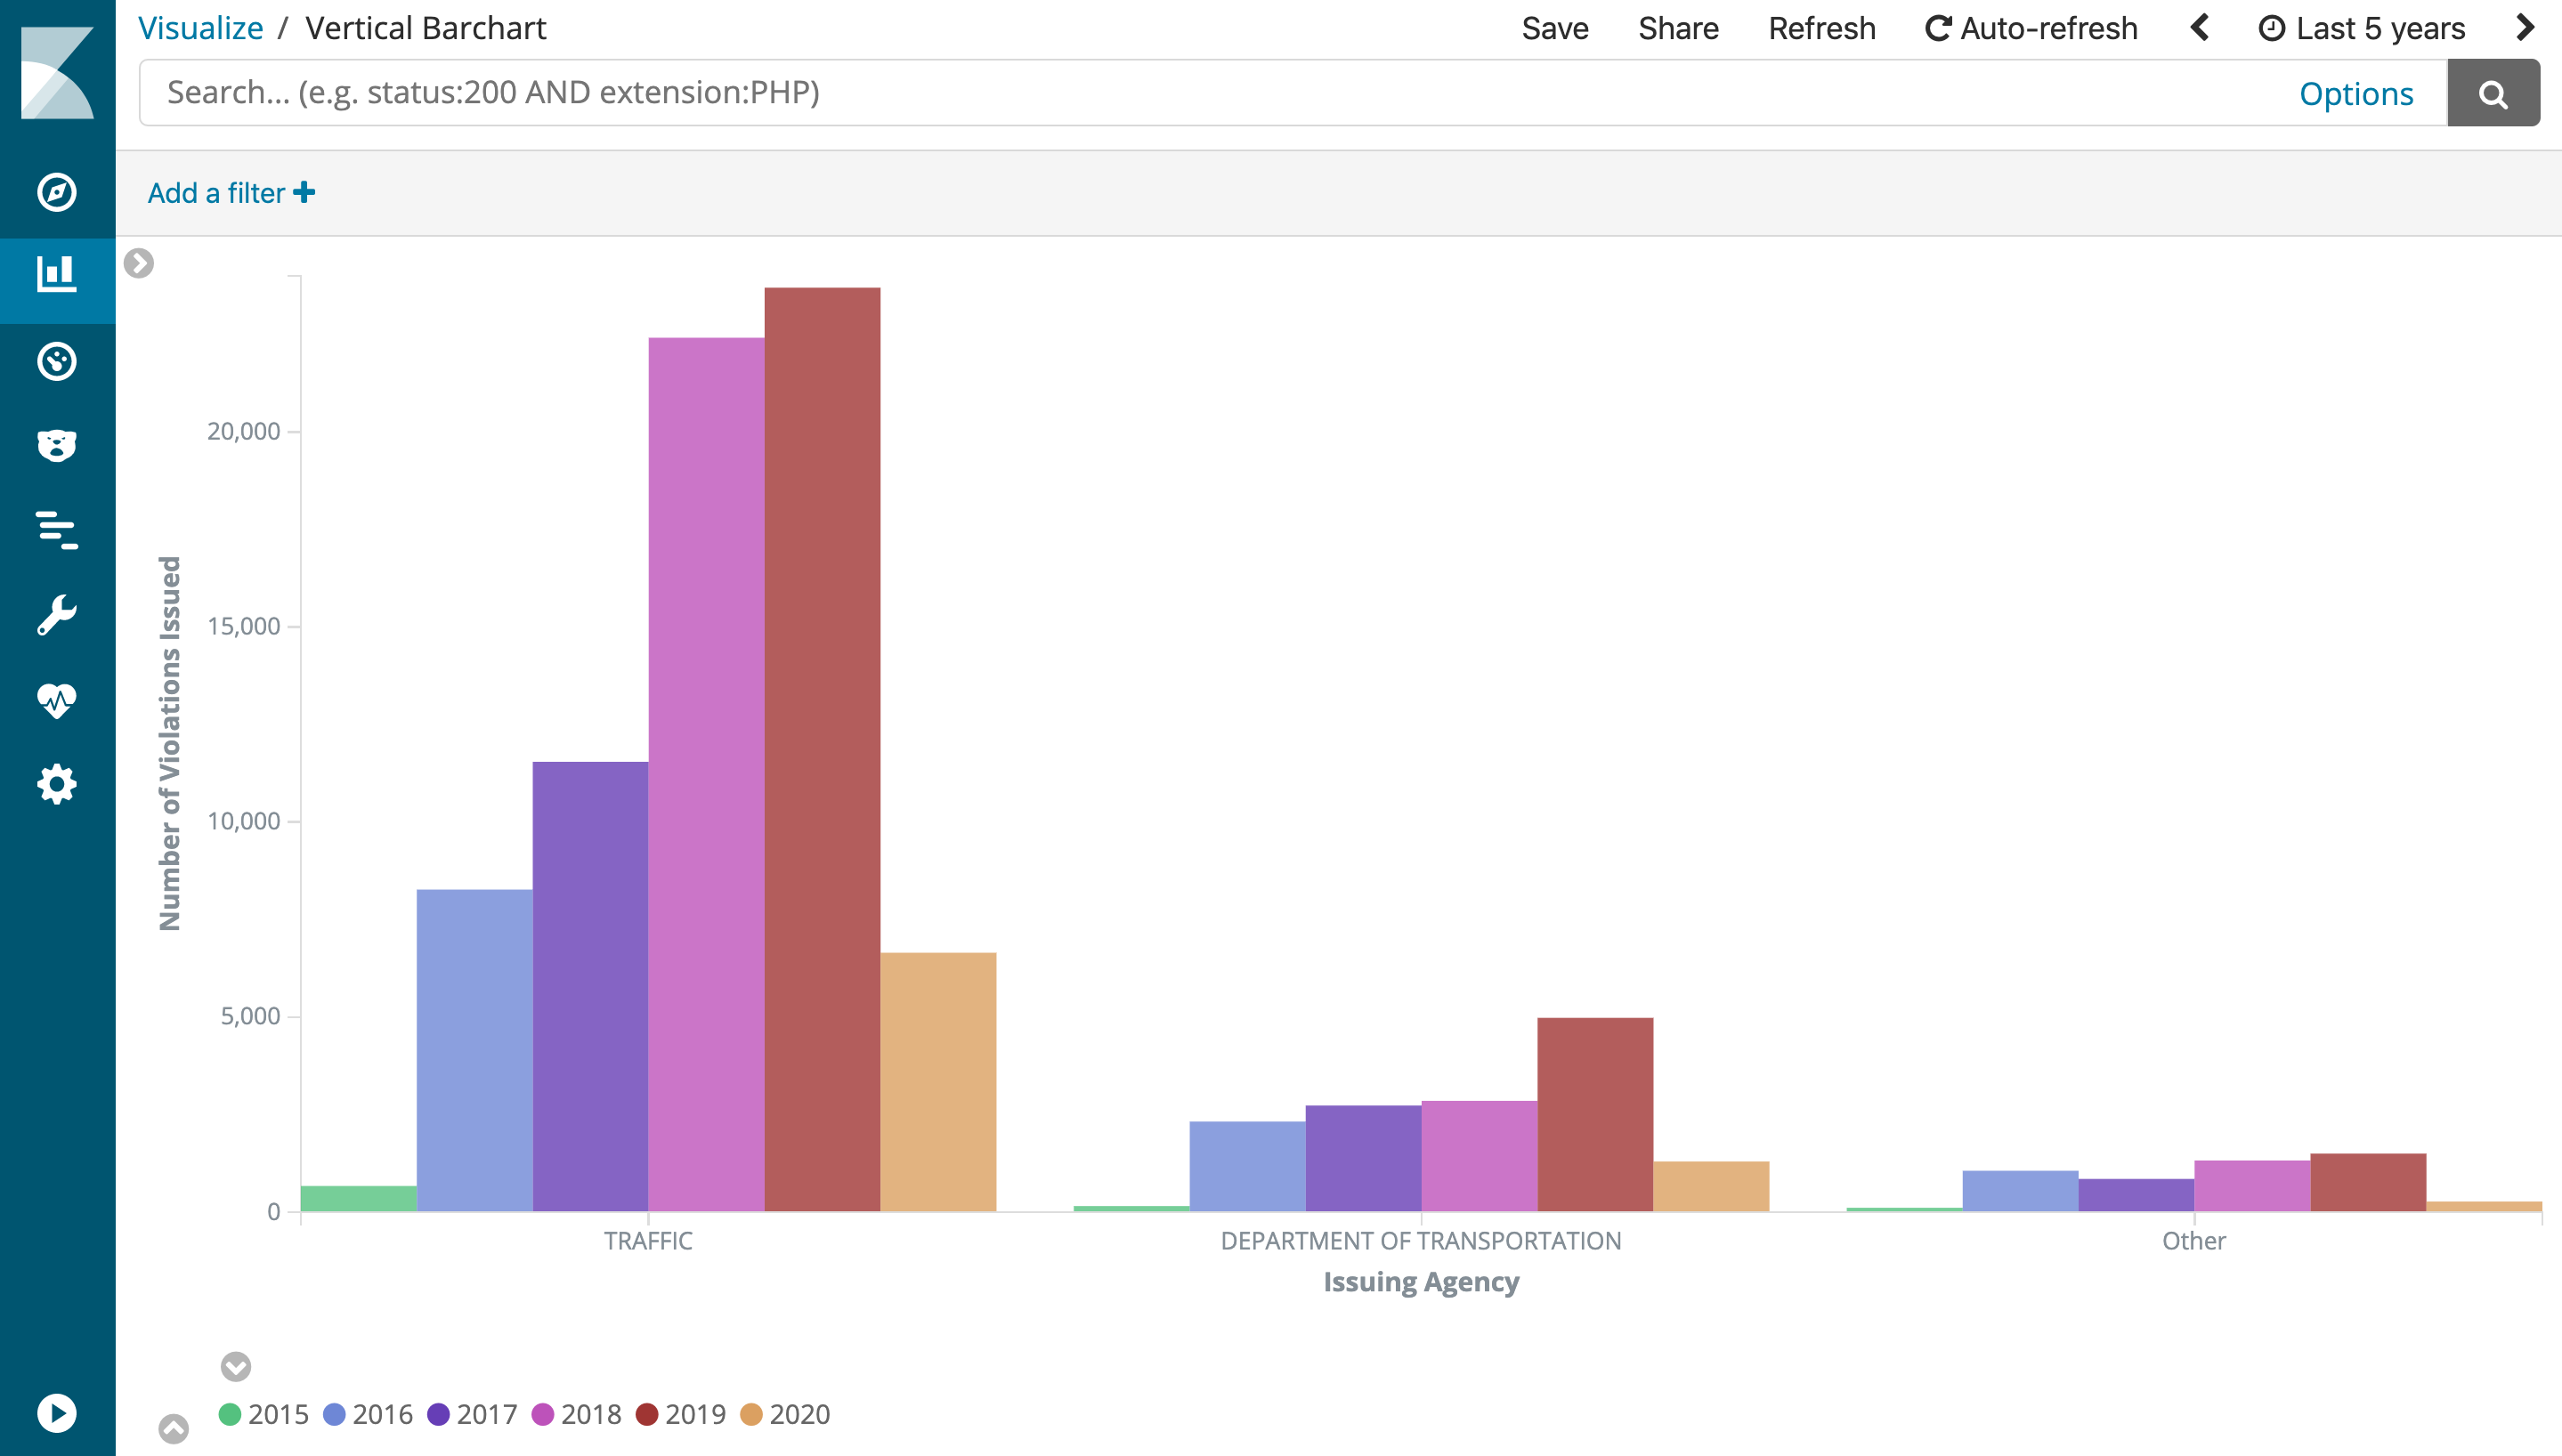 Visualize / Vertical Barchart
Save Share Refresh Auto-refresh Last 5 years
Search... (e.g. status:200 AND extension:PHP) Options
Add a filter
Number of Violations Issued
20,000
15,000
10,000
5,000
0
TRAFFIC DEPARTMENT OF TRANSPORTATION Other
Issuing Agency
2015 2016 2017 2018 2019 2020